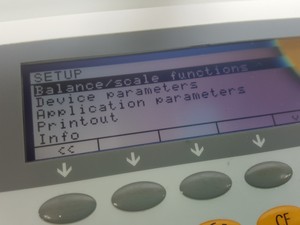 SETUP
Balance/scale functions
Device parameters
Application parameters
Printout
Info
<<
CF